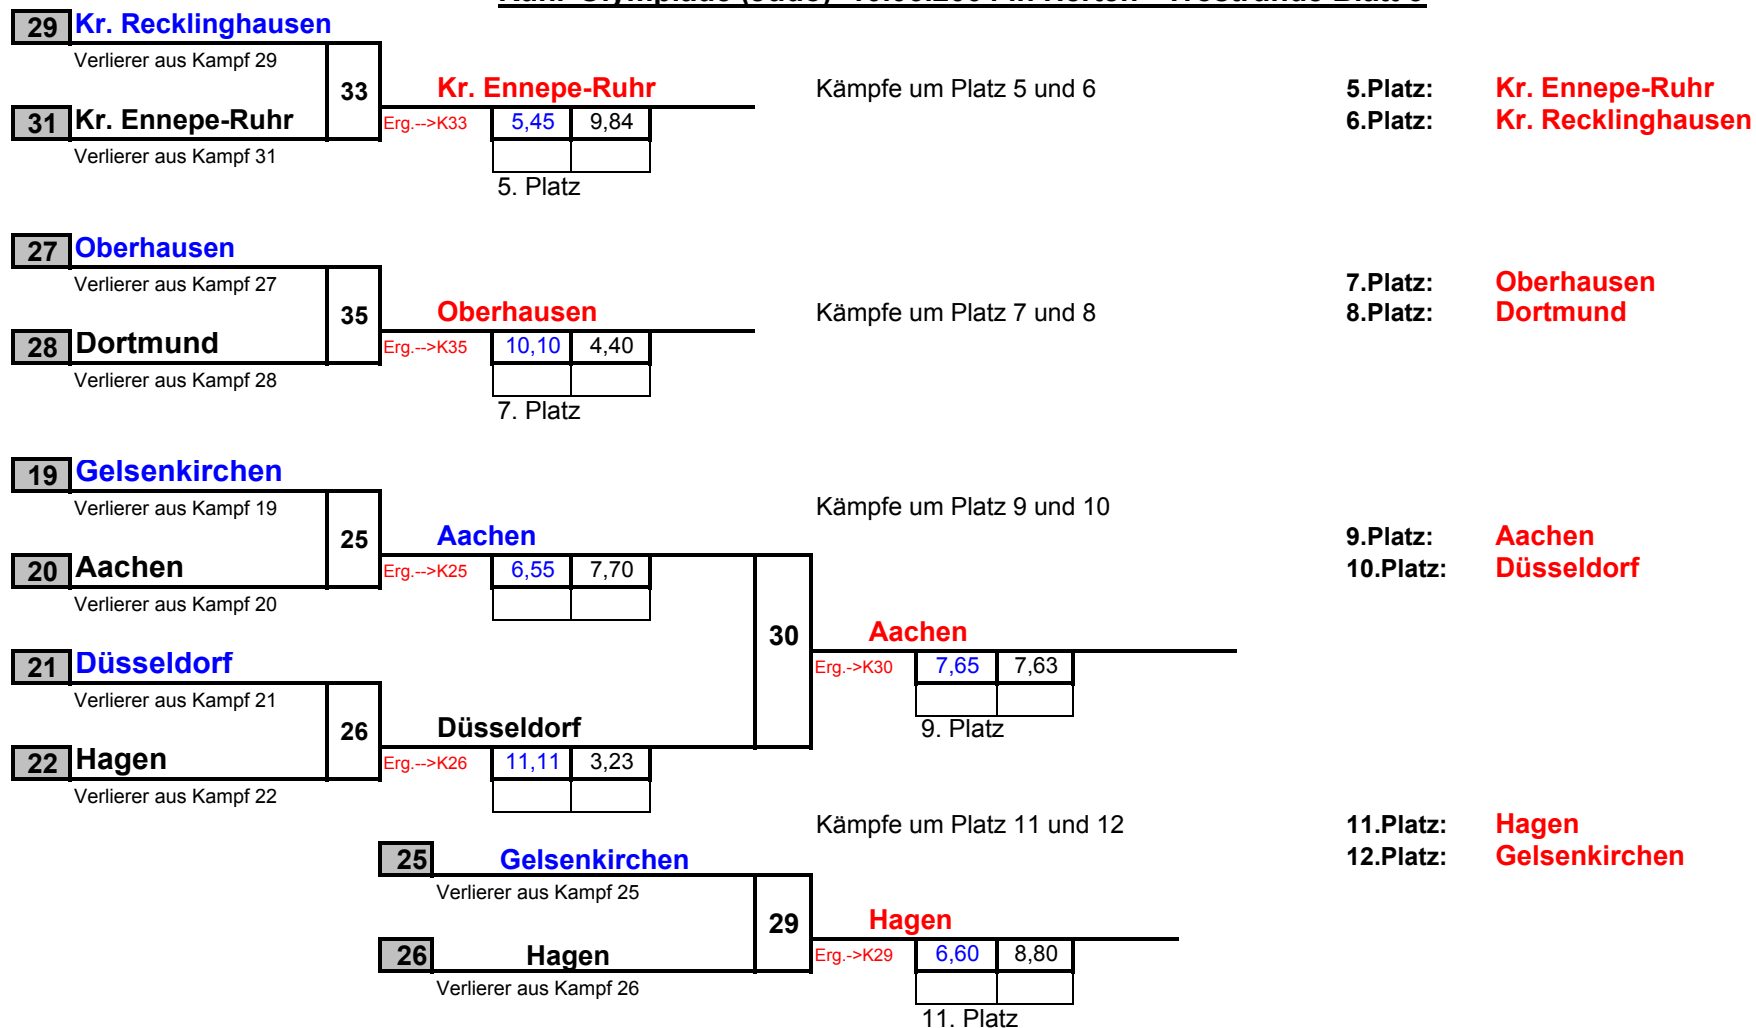 29 Kr. Recklinghausen
Verlierer aus Kampf 29
33 Kr. Ennepe-Ruhr Kämpfe um Platz 5 und 6 5.Platz: Kr. Ennepe-Ruhr
31 Kr. Ennepe-Ruhr Erg.-->K33 5,45 9,84 6.Platz: Kr. Recklinghausen
Verlierer aus Kampf 31
5. Platz
27 Oberhausen
Verlierer aus Kampf 27 7.Platz: Oberhausen
35 Oberhausen Kämpfe um Platz 7 und 8 8.Platz: Dortmund
28 Dortmund Erg.-->K35 10,10 4,40
Verlierer aus Kampf 28
7. Platz
19 Gelsenkirchen
Verlierer aus Kampf 19 Kämpfe um Platz 9 und 10
25 Aachen 9.Platz: Aachen
20 Aachen Erg.-->K25 6,55 7,70 10.Platz: Düsseldorf
Verlierer aus Kampf 20
30 Aachen
21 Düsseldorf Erg.->K30 7,65 7,63
Verlierer aus Kampf 21
26 Düsseldorf 9. Platz
22 Hagen Erg.-->K26 11,11 3,23
Verlierer aus Kampf 22
Kämpfe um Platz 11 und 12 11.Platz: Hagen
25 Gelsenkirchen 12.Platz: Gelsenkirchen
Verlierer aus Kampf 25
29 Hagen
26 Hagen Erg.->K29 6,60 8,80
Verlierer aus Kampf 26
11. Platz